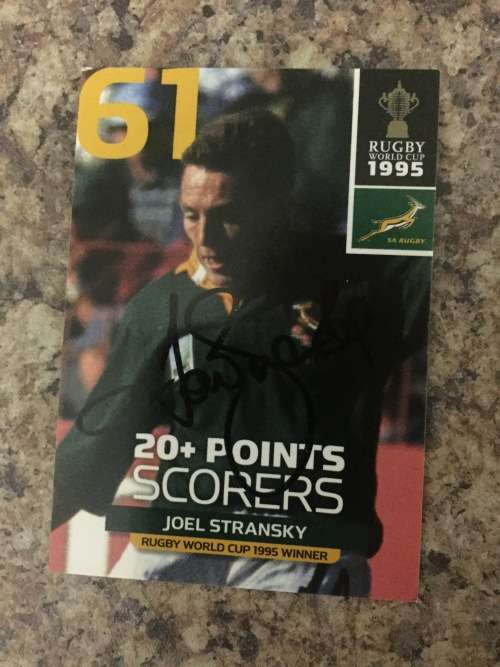 61
RUGBY
WORLD CUP
1995
SA RUGBY
20+ POINTS
SCORERS
JOEL STRANSKY
RUGBY WORLD CUP 1995 WINNER